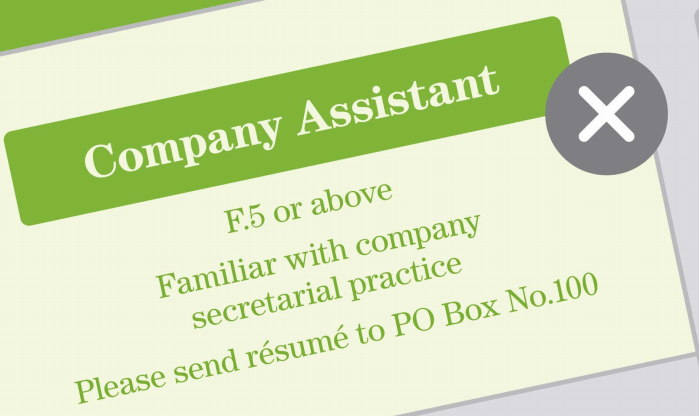 Company Assistant
F.5 or above
Familiar with company
secretarial practice
Please send résumé to PO Box No.100